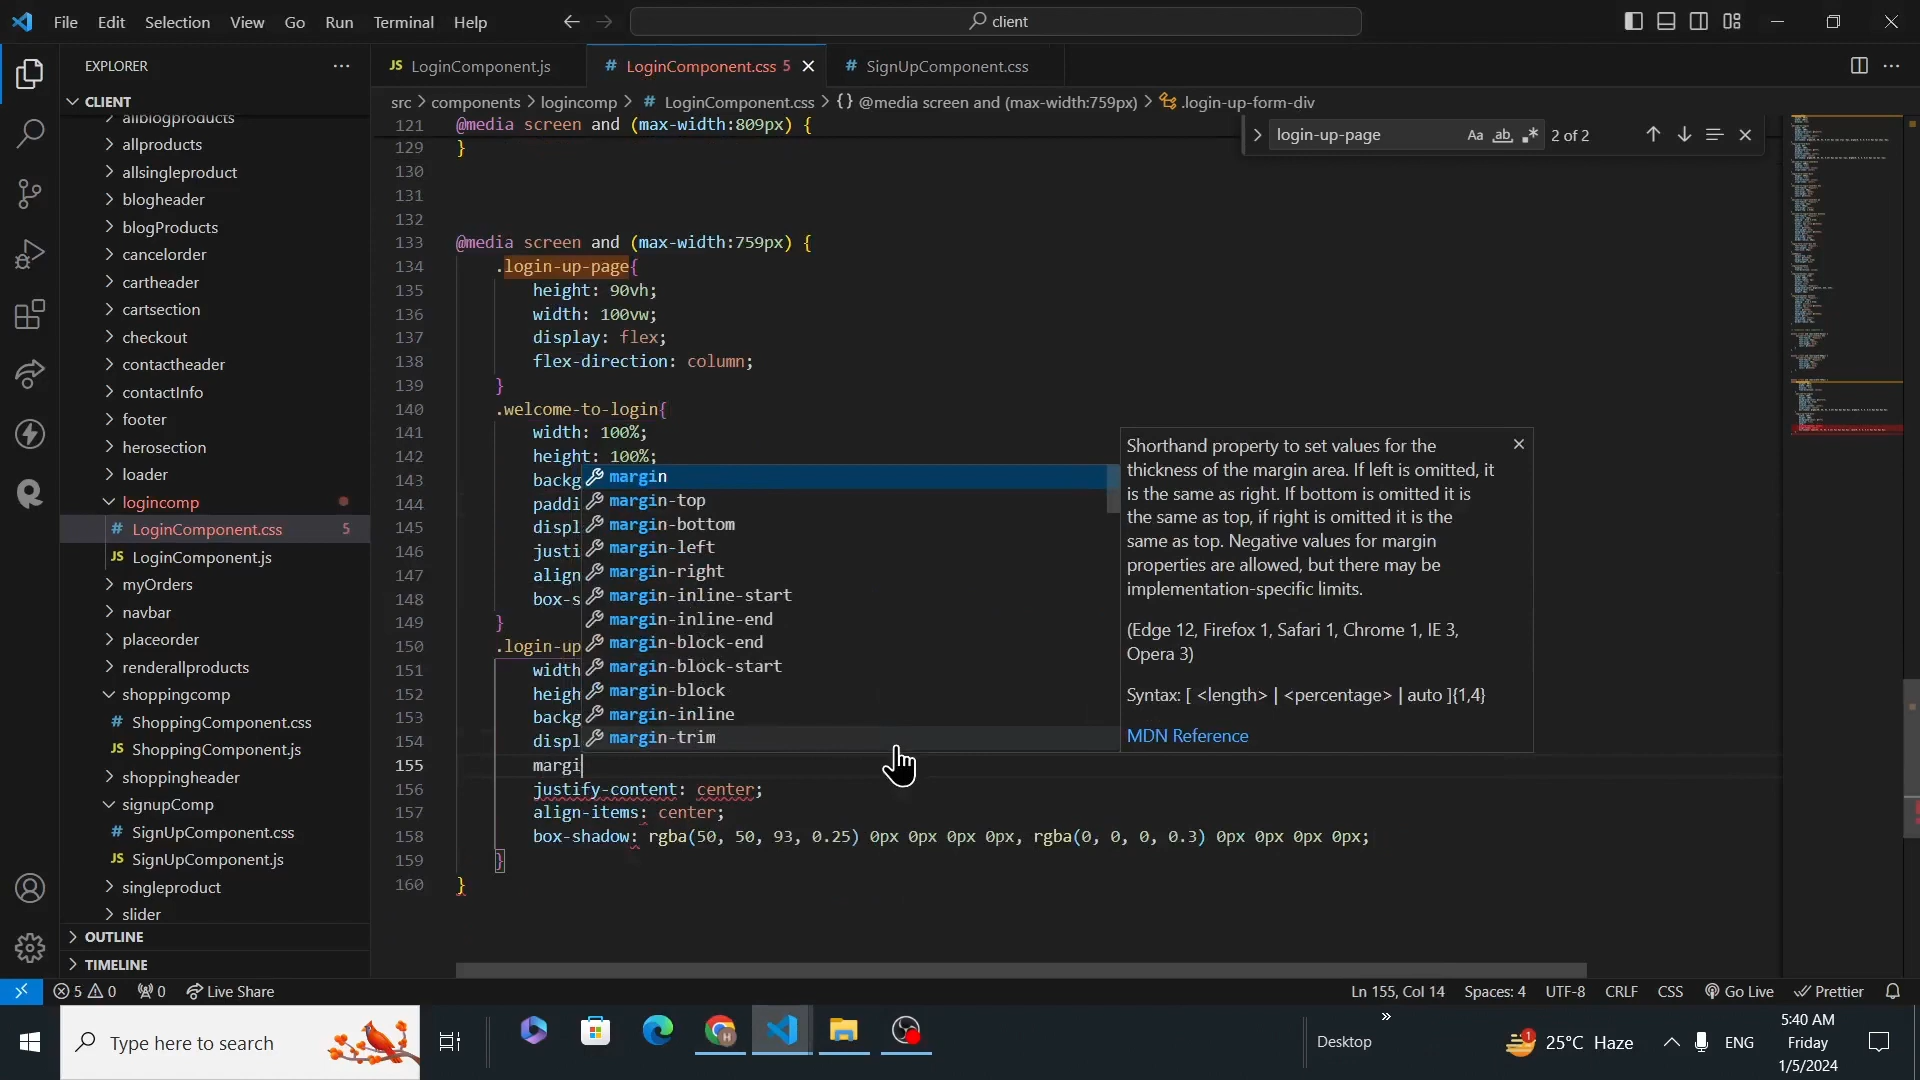 File Edit Selection View Go Run Terminal Help
client
EXPLORER
CLIENT
allblogproducts
allproducts
allsingleproduct
blogheader
blogProducts
cancelorder
cartheader
cartsection
checkout
contactheader
contactInfo
footer
herosection
loader
logincomp
# LoginComponent.css 5
JS LoginComponent.js
myOrders
navbar
placeorder
renderallproducts
shoppingcomp
# ShoppingComponent.css
JS ShoppingComponent.js
shoppingheader
signupComp
# SignUpComponent.css
JS SignUpComponent.js
singleproduct
slider
OUTLINE
TIMELINE
JS LoginComponent.js # LoginComponent.css 5 # SignUpComponent.css
src > components > logincomp > # LoginComponent.css > {} @media screen and (max-width:759px) > .login-up-form-div
login-up-page Aa ab 2 of 2
121 @media screen and (max-width:809px) {
129 }
130
131
132
133 @media screen and (max-width:759px) {
134 .login-up-page{
135 height: 90vh;
136 width: 100vw;
137 display: flex;
138 flex-direction: column;
139 }
140 .welcome-to-login{
141 width: 100%;
142 height: 100%;
143 backg
144 paddi
145 displ
146 justi
147 align
148 box-s
149 }
150 .login-up
151 width
152 heigh
153 backg
154 displ
155 margi
156 justify-content: center;
157 align-items: center;
158 box-shadow: rgba(50, 50, 93, 0.25) 0px 0px 0px 0px, rgba(0, 0, 0, 0.3) 0px 0px 0px 0px;
159 }
160 }
margin
margin-top
margin-bottom
margin-left
margin-right
margin-inline-start
margin-inline-end
margin-block-end
margin-block-start
margin-block
margin-inline
margin-trim
Shorthand property to set values for the
thickness of the margin area. If left is omitted, it
is the same as right. If bottom is omitted it is
the same as top, if right is omitted it is the
same as top. Negative values for margin
properties are allowed, but there may be
implementation-specific limits.
(Edge 12, Firefox 1, Safari 1, Chrome 1, IE 3,
Opera 3)
Syntax: [ <length> | <percentage> | auto ]{1,4}
MDN Reference
5 0 0 Live Share
Ln 155, Col 14 Spaces: 4 UTF-8 CRLF CSS Go Live Prettier
Type here to search
Desktop
1
25°C Haze
ENG
5:40 AM
Friday
1/5/2024